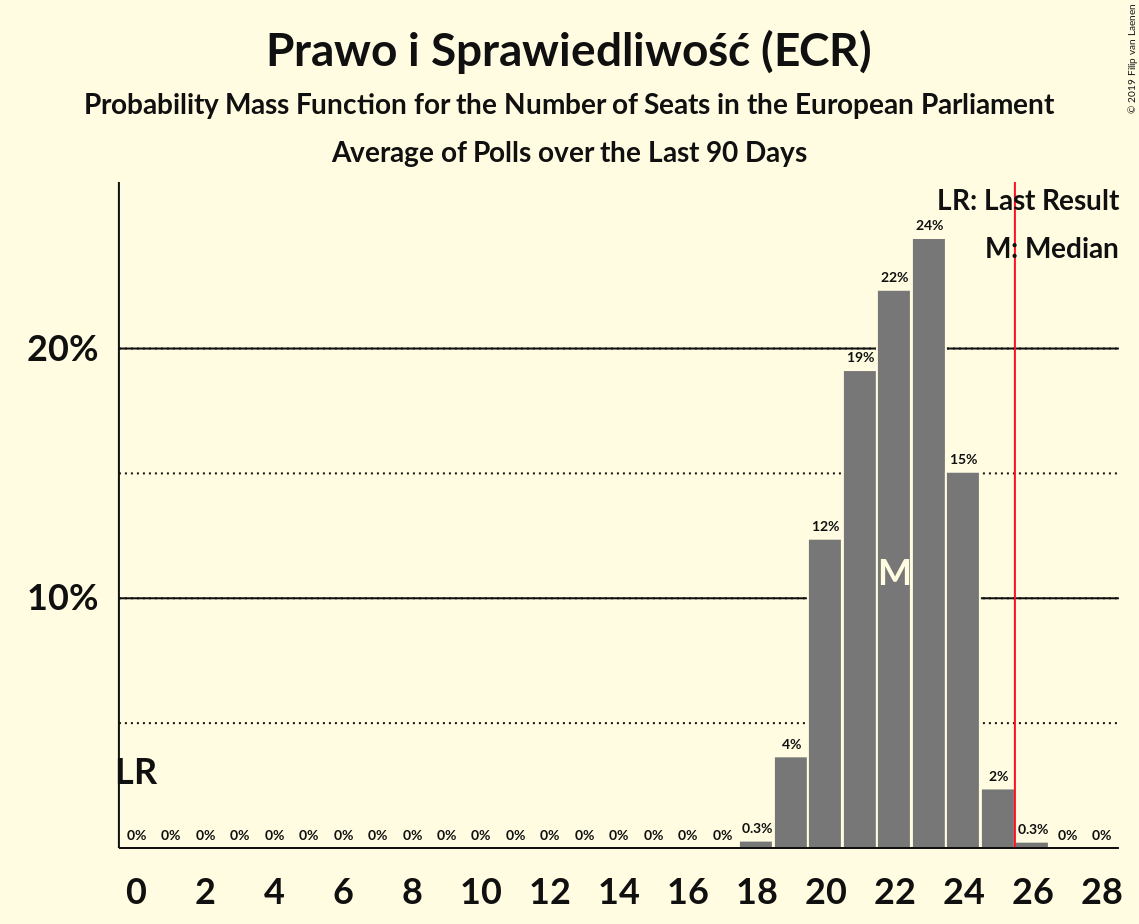 Prawo i Sprawiedliwość (ECR)
Probability Mass Function for the Number of Seats in the European Parliament
Average of Polls over the Last 90 Days
© 2019 Filip van Laenen
LR: Last Result
M: Median
24%
22%
20%
19%
15%
12%
M
10%
4%
LR
2%
0% 0% 0% 0% 0% 0% 0% 0% 0% 0% 0% 0% 0% 0% 0% 0% 0% 0% 0.3% 0.3% 0% 0%
0 2 4 6 8 10 12 14 16 18 20 22 24 26 28